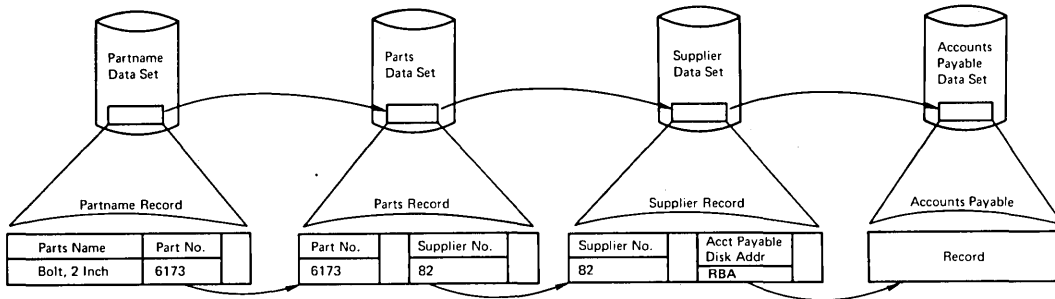 Partname
Data Set
Parts
Data Set
Supplier
Data Set
Accounts
Payable
Data Set
Partname Record
Parts Record
Supplier Record
Accounts Payable
Parts Name
Part No.
Bolt, 2 Inch
6173
Part No.
Supplier No.
6173
82
Supplier No.
Acct Payable
Disk Addr
82
RBA
Record